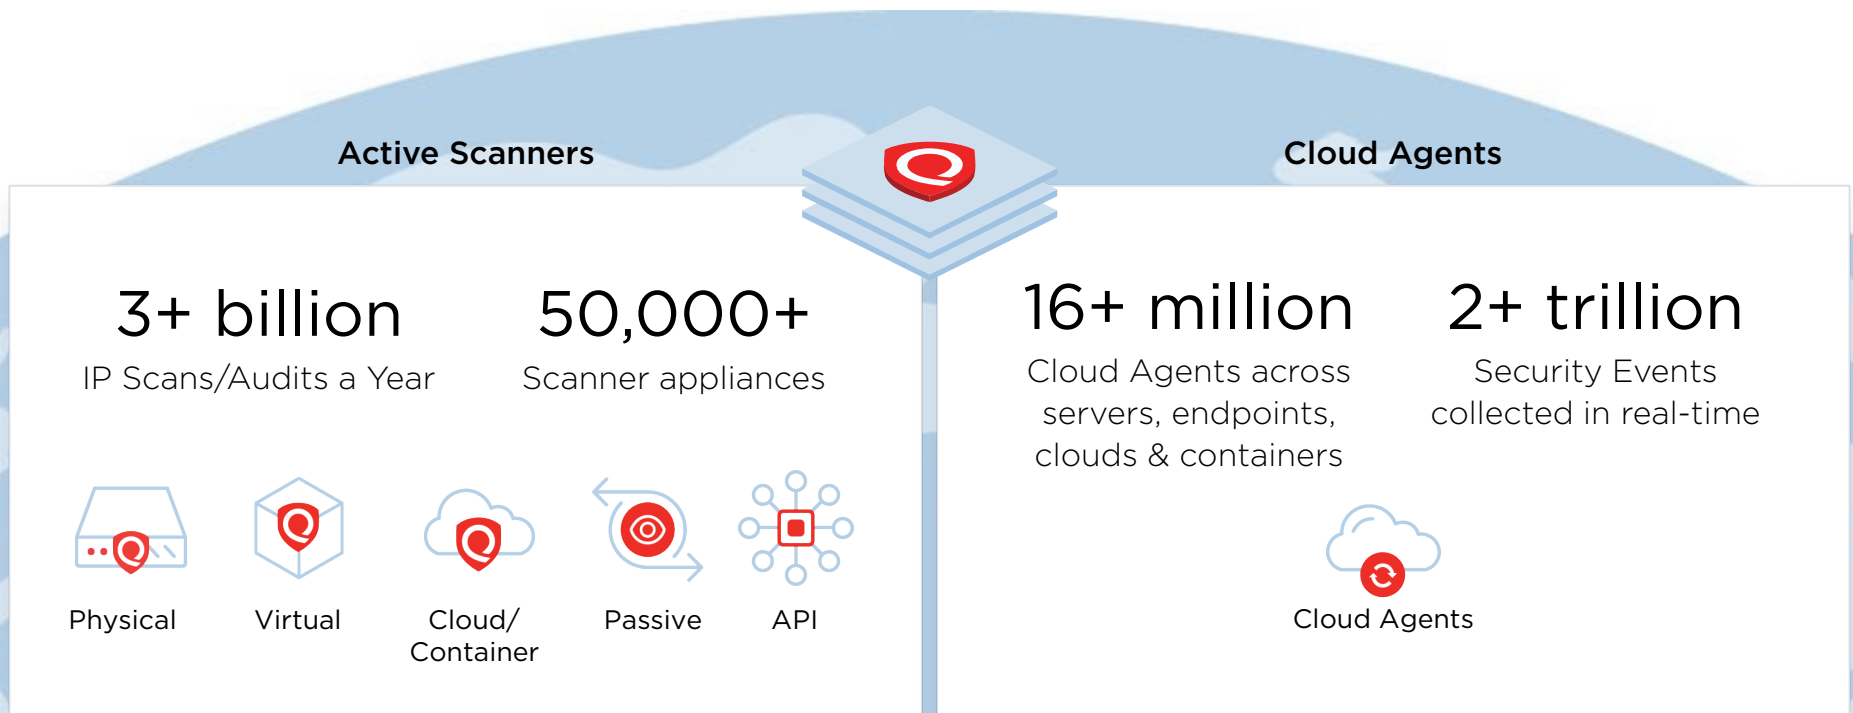 Active Scanners
3+ billion
IP Scans/Audits a Year
50,000+
Scanner appliances
Physical
Virtual
Cloud/
Container
Passive
API
Cloud Agents
16+ million
Cloud Agents across
servers, endpoints,
clouds & containers
2+ trillion
Security Events
collected in real-time
Cloud Agents